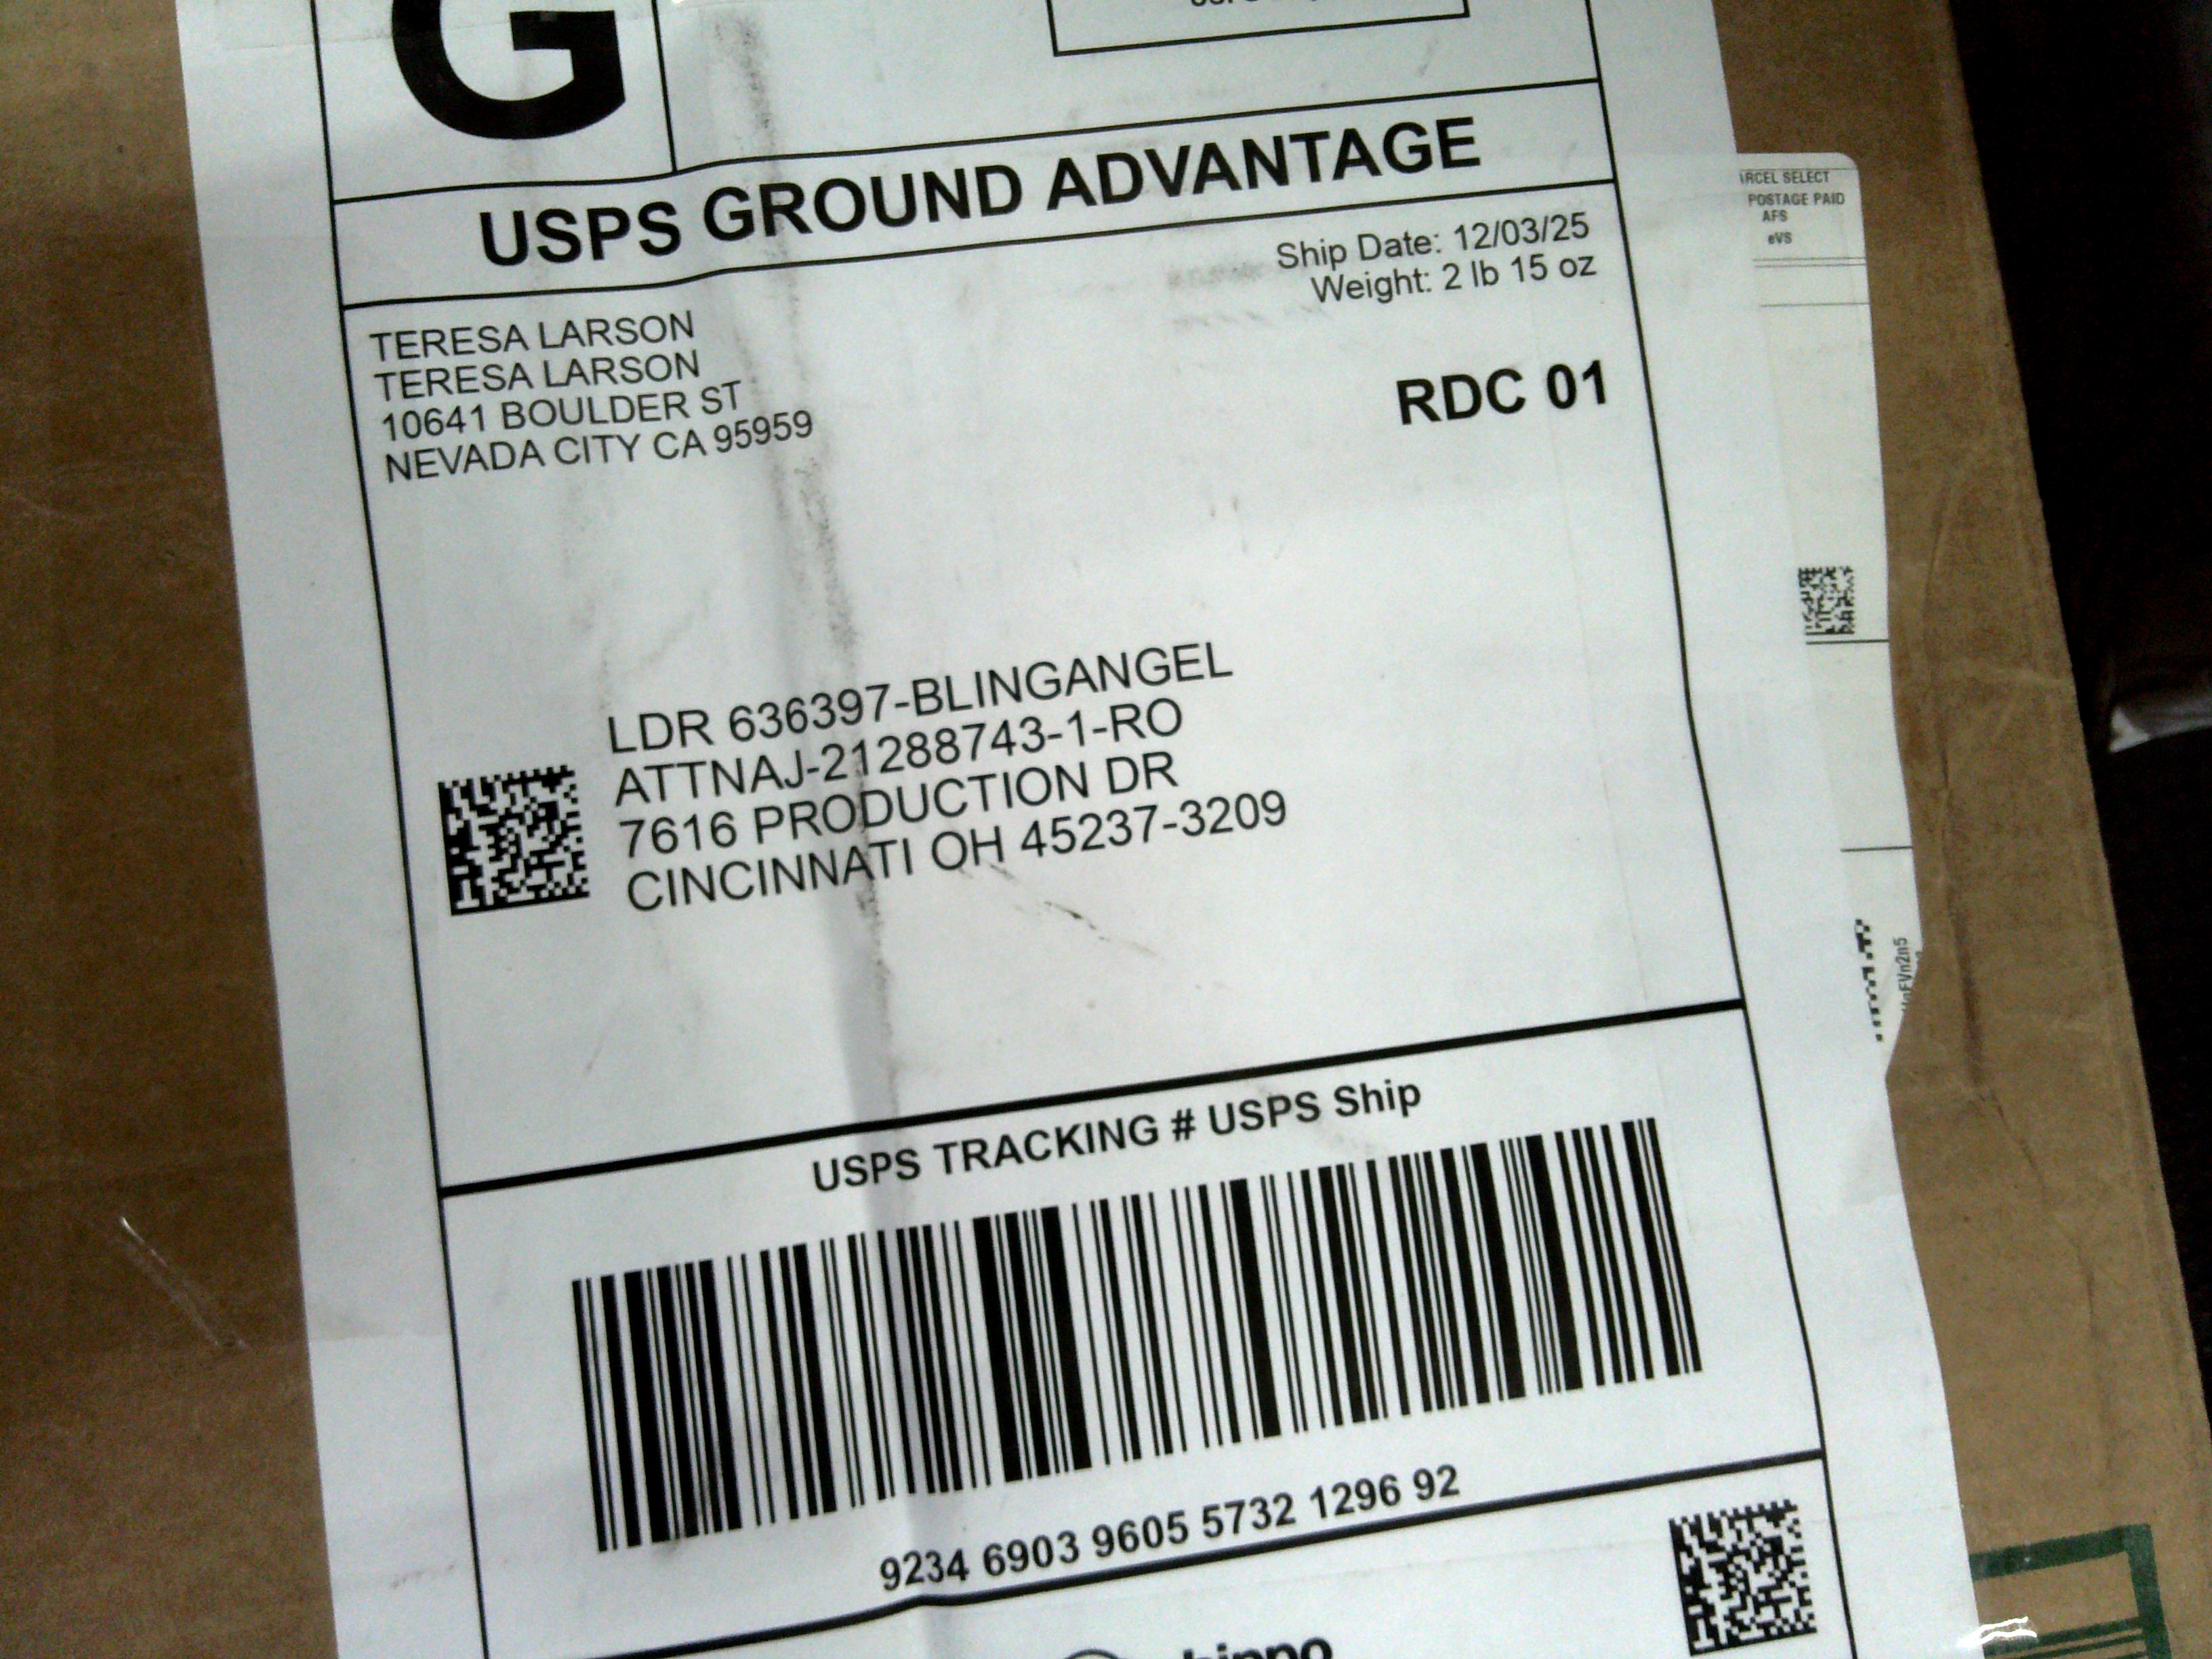 G
USPS GROUND ADVANTAGE
Ship Date: 12/03/25
Weight: 2 lb 15 oz
TERESA LARSON
TERESA LARSON
10641 BOULDER ST
NEVADA CITY CA 95959
RDC 01
LDR 636397-BLINGANGEL
ATTNAJ-21288743-1-RO
7616 PRODUCTION DR
CINCINNATI OH 45237-3209
USPS TRACKING # USPS Ship
9234 6903 9605 5732 1296 92
ARCEL SELECT
POSTAGE PAID
AFS
eVS